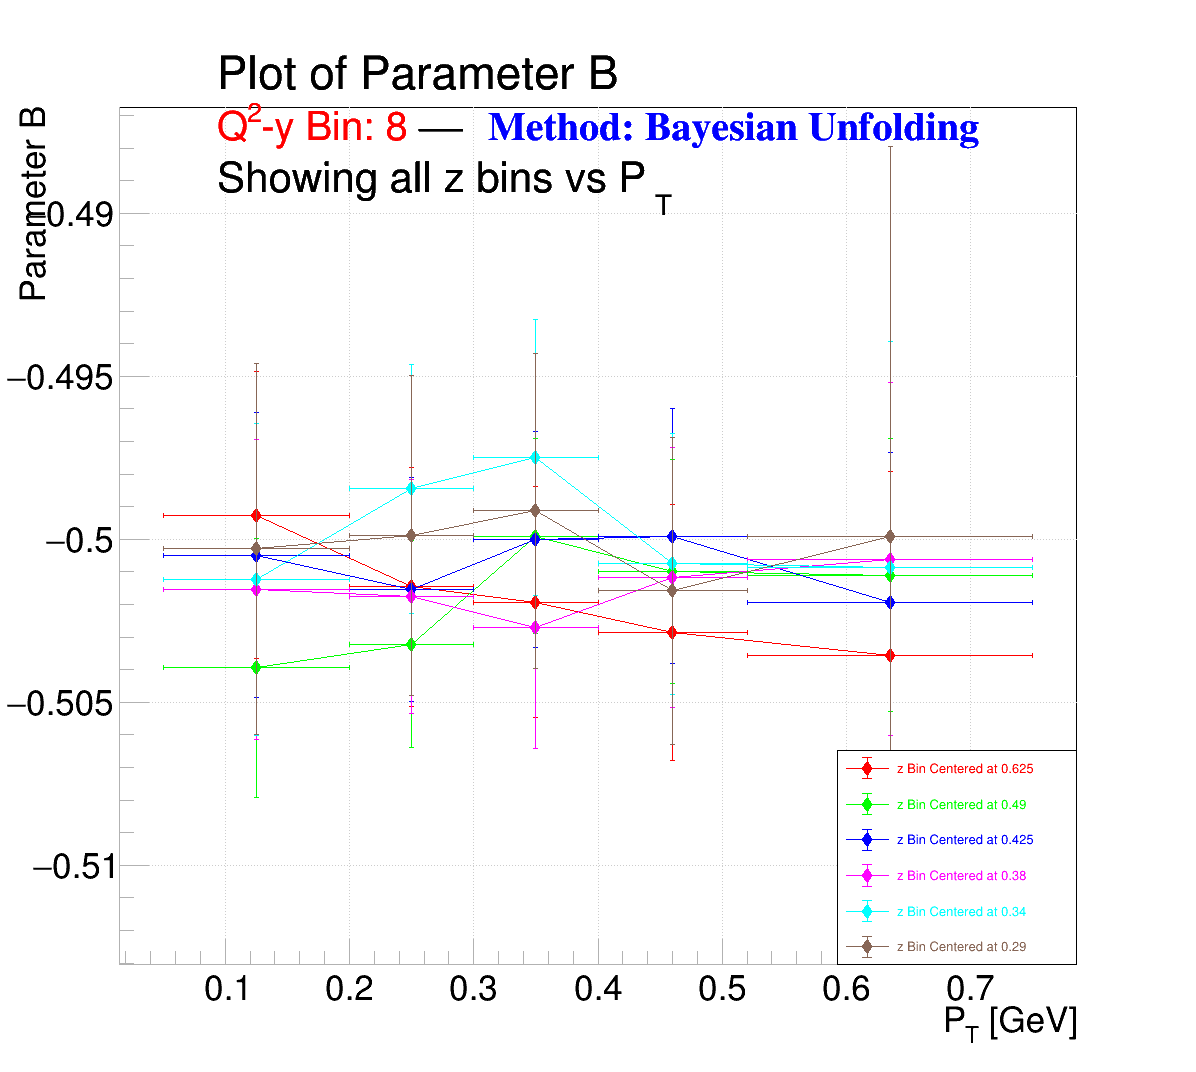 Plot of Parameter B
Q²-y Bin: 8 — Method: Bayesian Unfolding
Showing all z bins vs P_T
Parameter B
−0.49
−0.495
−0.5
−0.505
−0.51
z Bin Centered at 0.625
z Bin Centered at 0.49
z Bin Centered at 0.425
z Bin Centered at 0.38
z Bin Centered at 0.34
z Bin Centered at 0.29
0.1 0.2 0.3 0.4 0.5 0.6 0.7
P_T [GeV]